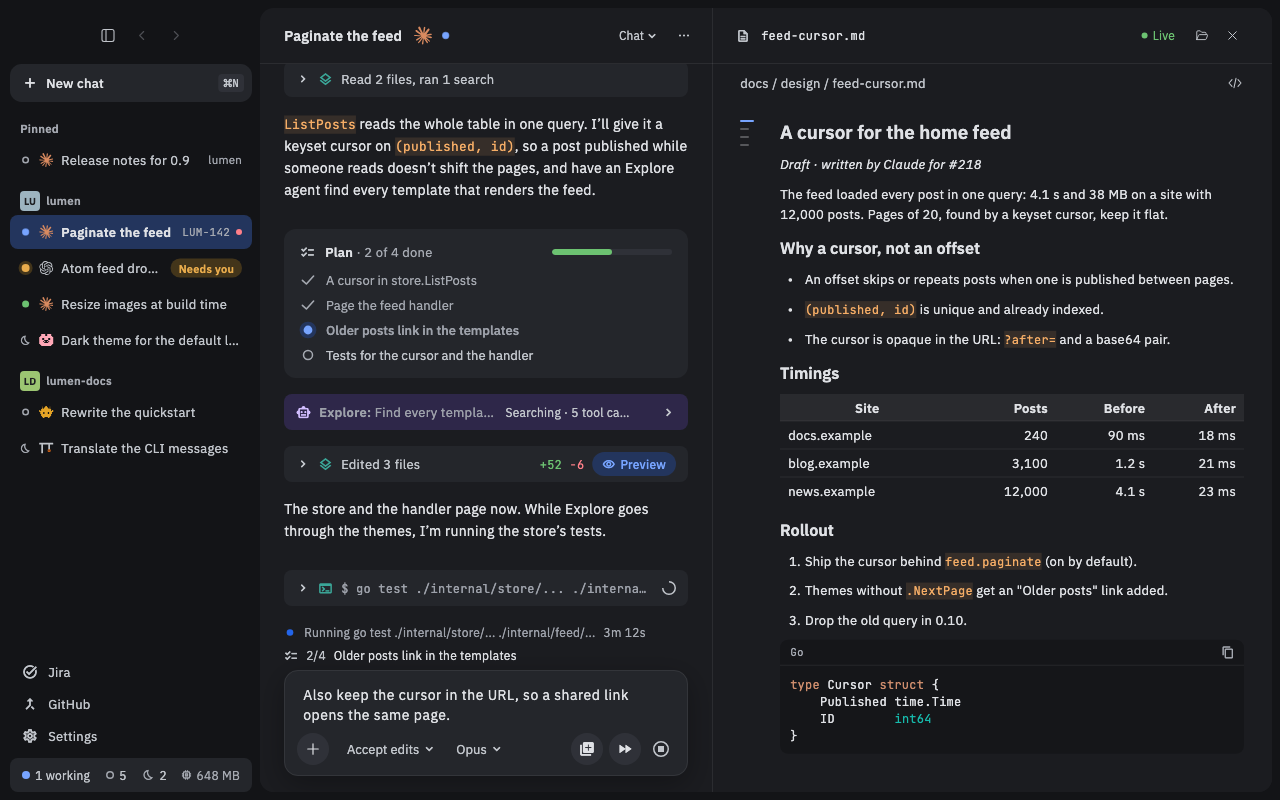 New chat
⌘N
Pinned
Release notes for 0.9 lumen
LU lumen
Paginate the feed LUM-142
Atom feed dro... Needs you
Resize images at build time
Dark theme for the default l...
LD lumen-docs
Rewrite the quickstart
Translate the CLI messages
Jira
GitHub
Settings
1 working 5 2 648 MB
Paginate the feed
Chat
Read 2 files, ran 1 search
ListPosts reads the whole table in one query. I’ll give it a
keyset cursor on (published, id), so a post published while
someone reads doesn’t shift the pages, and have an Explore
agent find every template that renders the feed.
Plan · 2 of 4 done
A cursor in store.ListPosts
Page the feed handler
Older posts link in the templates
Tests for the cursor and the handler
Explore: Find every templa... Searching · 5 tool ca...
Edited 3 files +52 -6 Preview
The store and the handler page now. While Explore goes
through the themes, I’m running the store’s tests.
$ go test ./internal/store/... ./interna…
Running go test ./internal/store/... ./internal/feed/... 3m 12s
2/4 Older posts link in the templates
Also keep the cursor in the URL, so a shared link
opens the same page.
Accept edits
Opus
feed-cursor.md
Live
docs / design / feed-cursor.md
A cursor for the home feed
Draft · written by Claude for #218
The feed loaded every post in one query: 4.1 s and 38 MB on a site with
12,000 posts. Pages of 20, found by a keyset cursor, keep it flat.
Why a cursor, not an offset
• An offset skips or repeats posts when one is published between pages.
• (published, id) is unique and already indexed.
• The cursor is opaque in the URL: ?after= and a base64 pair.
Timings
Site Posts Before After
docs.example 240 90 ms 18 ms
blog.example 3,100 1.2 s 21 ms
news.example 12,000 4.1 s 23 ms
Rollout
1. Ship the cursor behind feed.paginate (on by default).
2. Themes without .NextPage get an "Older posts" link added.
3. Drop the old query in 0.10.
Go
type Cursor struct {
Published time.Time
ID int64
}